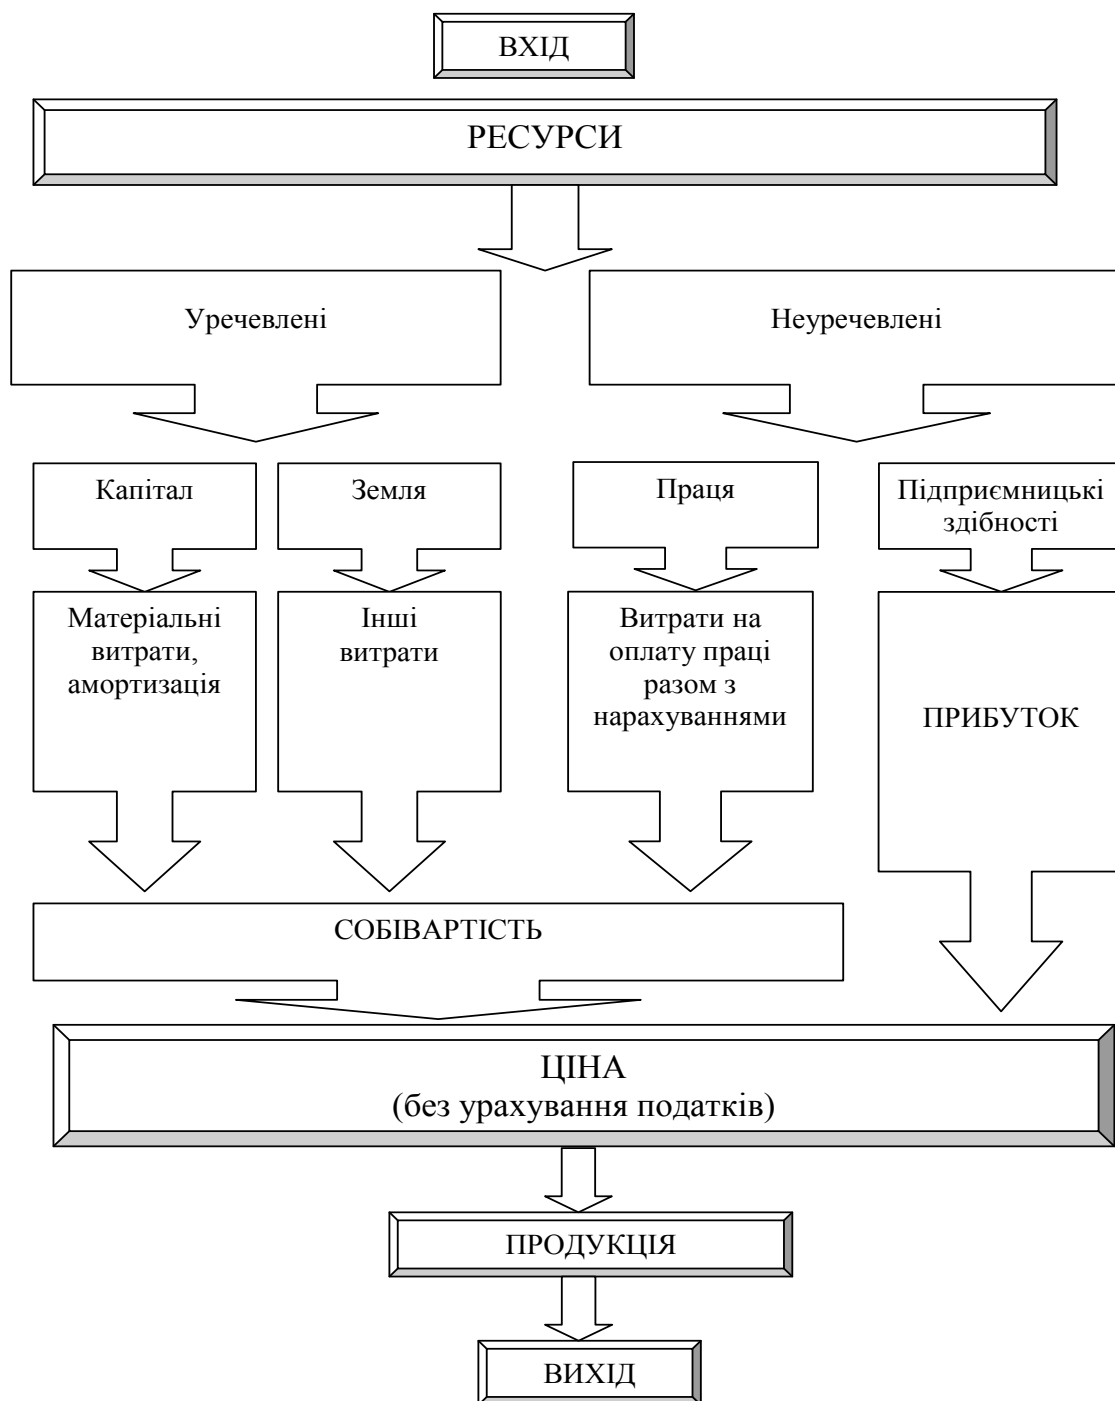 ВХІД
РЕСУРСИ
Уречевлені
Неуречевлені
Капітал
Земля
Праця
Підприємницькі
здібності
Матеріальні
витрати,
амортизація
Інші
витрати
Витрати на
оплату праці
разом з
нарахуваннями
ПРИБУТОК
СОБІВАРТІСТЬ
ЦІНА
(без урахування податків)
ПРОДУКЦІЯ
ВИХІД